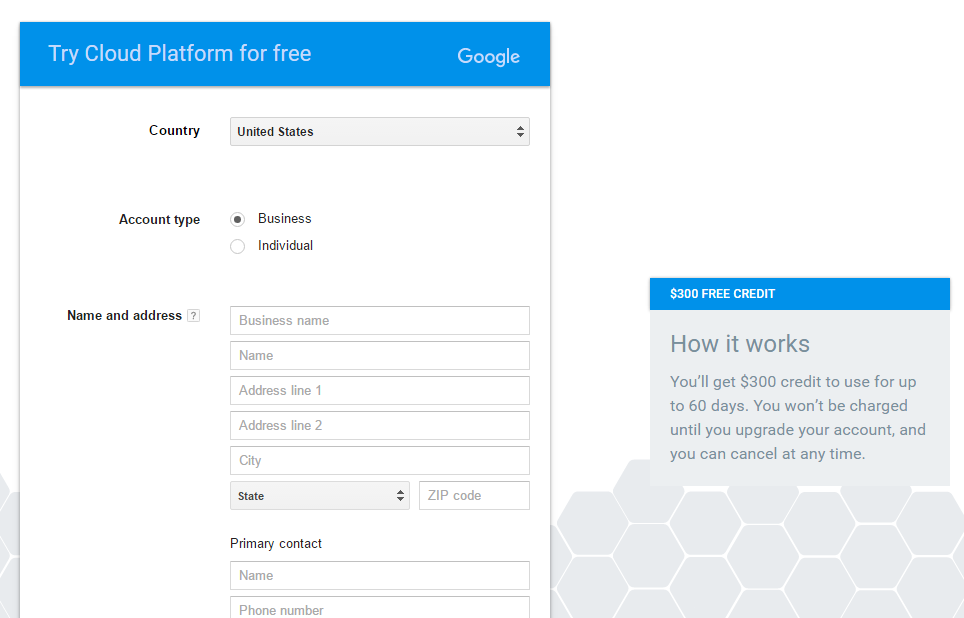 Try Cloud Platform for free
Google
Country
United States
Account type
Business
Individual
Name and address ?
Business name
Name
Address line 1
Address line 2
City
State
ZIP code
Primary contact
Name
Phone number
$300 FREE CREDIT
How it works
You’ll get $300 credit to use for up
to 60 days. You won’t be charged
until you upgrade your account, and
you can cancel at any time.